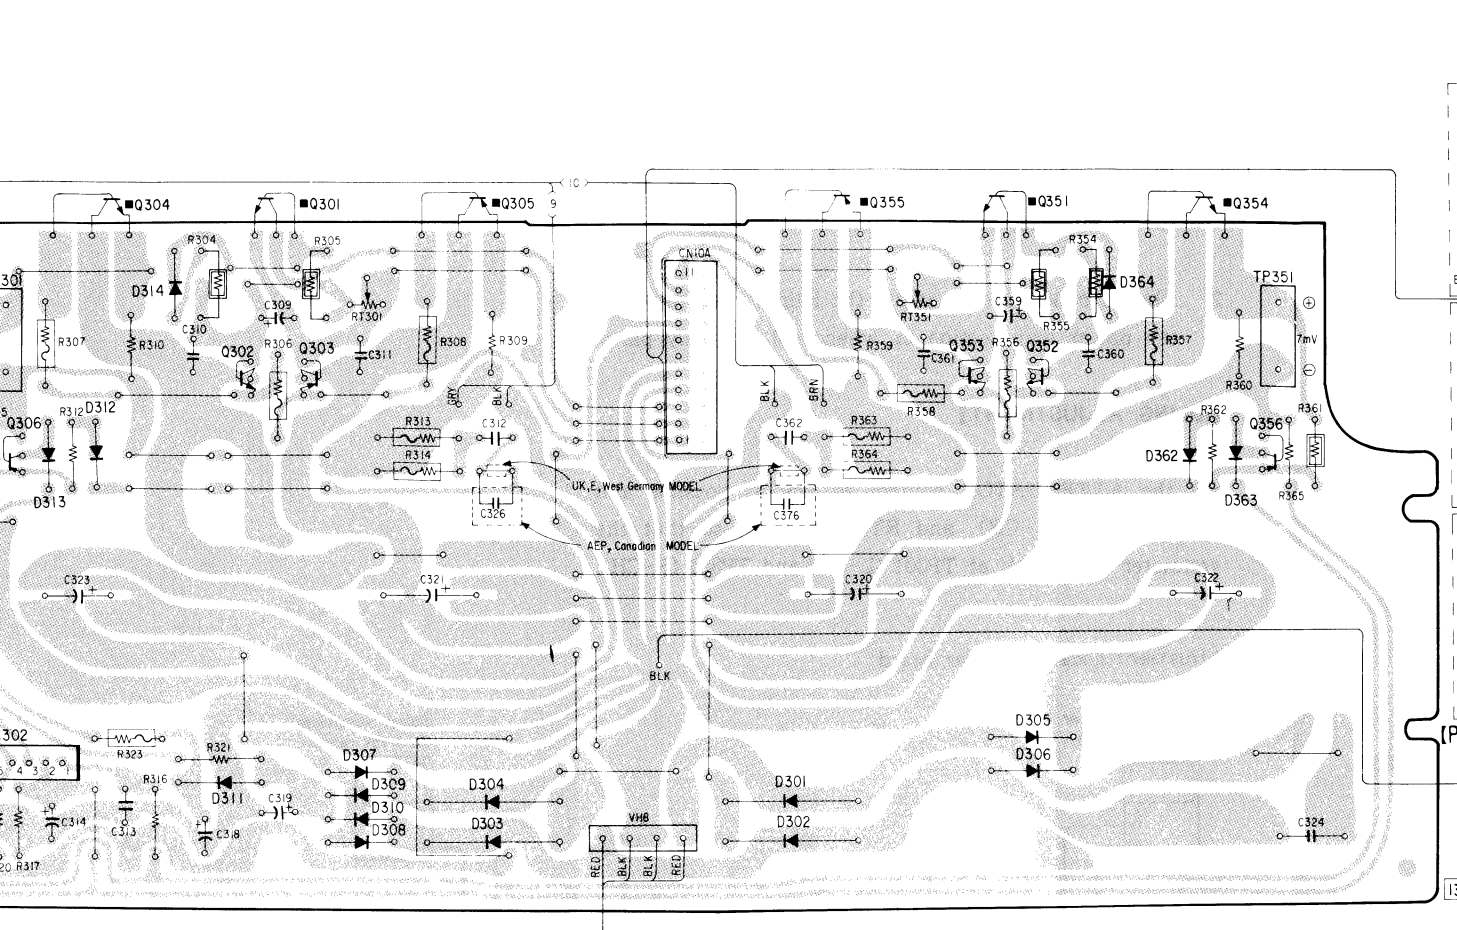 10
9
■Q304
■Q301
■Q305
■Q355
■Q351
■Q354
R304
R305
CN10A
R354
301
D314
11
D364
TP351
C309
C359
R307
R310
C310
RT301
R308
R309
RT351
R355
R359
R357
7mV
R306
C311
C361
R356
C360
Q302
Q303
Q353
Q352
R360
GRY
BLK
BLK
BRN
R358
5
Q306
R312
D312
R313
C312
C362
R363
R362
Q356
R361
R314
R364
D362
1
D313
UK,E,West Germany MODEL
D363
R365
C326
C376
AEP,Canadian MODEL
C323
C321
C320
C322
BLK
D305
D306
[P
302
R323
R321
D307
4 3 2 1
R316
D311
D309
D304
D301
C319
D310
C314
C313
C318
D308
D303
VH8
D302
C324
20 R317
RED
BLK
BLK
RED
13